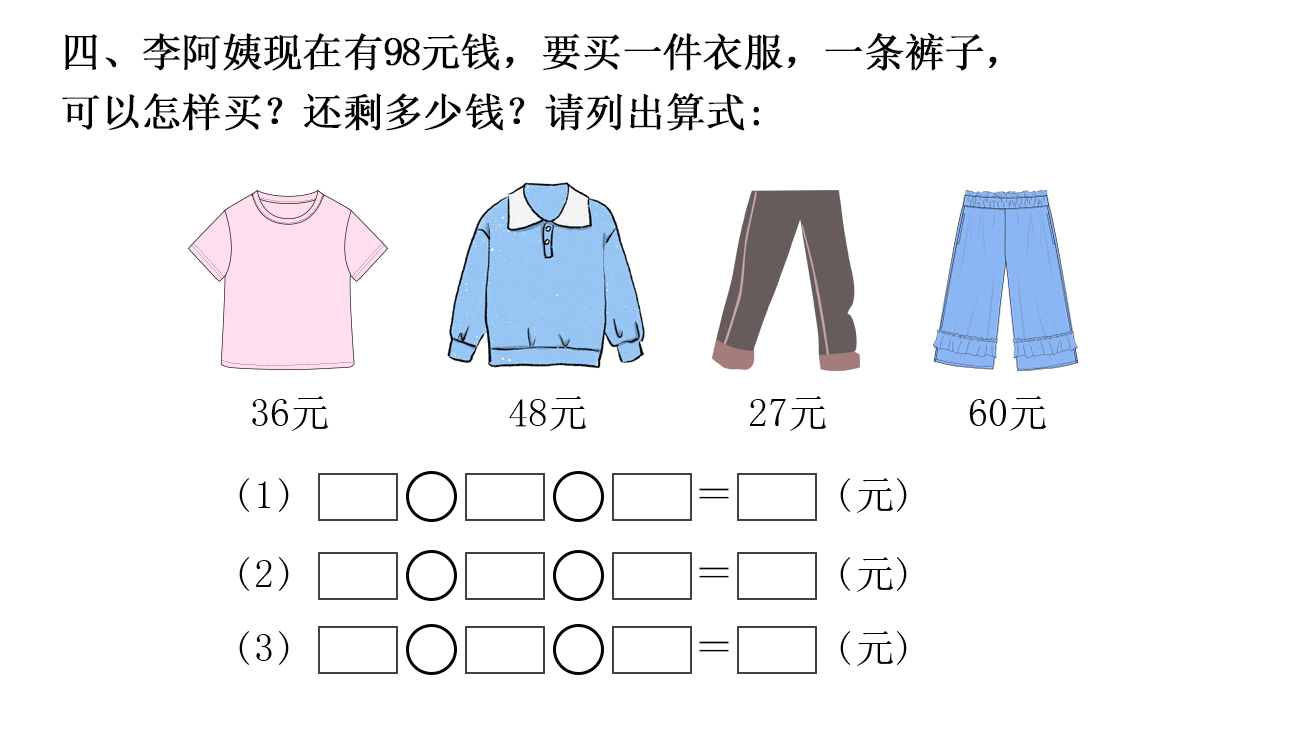 四、李阿姨现在有98元钱，要买一件衣服，一条裤子，
可以怎样买？还剩多少钱？请列出算式：
36元 48元 27元 60元
（1） ＝ （元）
（2） ＝ （元）
（3） ＝ （元）